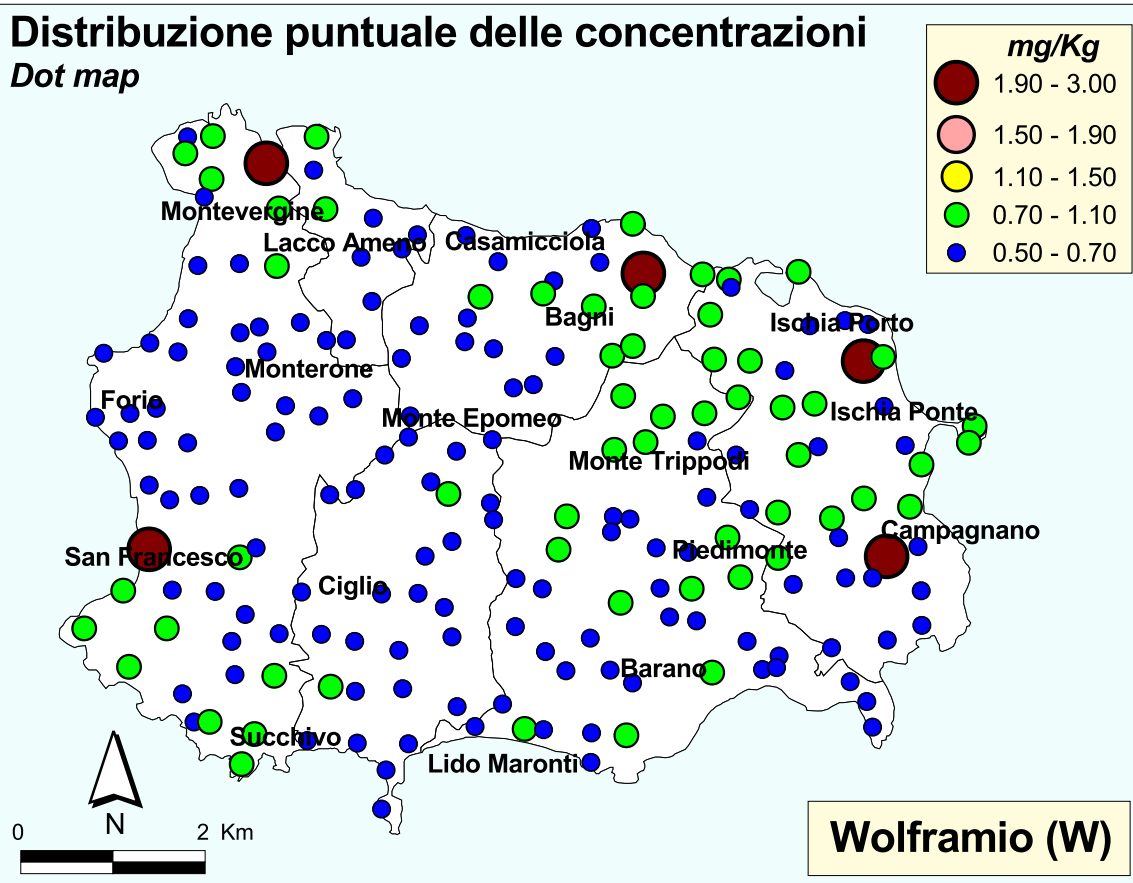 Distribuzione puntuale delle concentrazioni
Dot map
mg/Kg
1.90 - 3.00
1.50 - 1.90
1.10 - 1.50
0.70 - 1.10
0.50 - 0.70
Montevergine
Lacco Ameno
Casamicciola
Bagni
Ischia Porto
Monterone
Forio
Monte Epomeo
Ischia Ponte
Monte Trippodi
Campagnano
San Francesco
Piedimonte
Ciglio
Barano
Succhivo
Lido Maronti
N
0 2 Km
Wolframio (W)